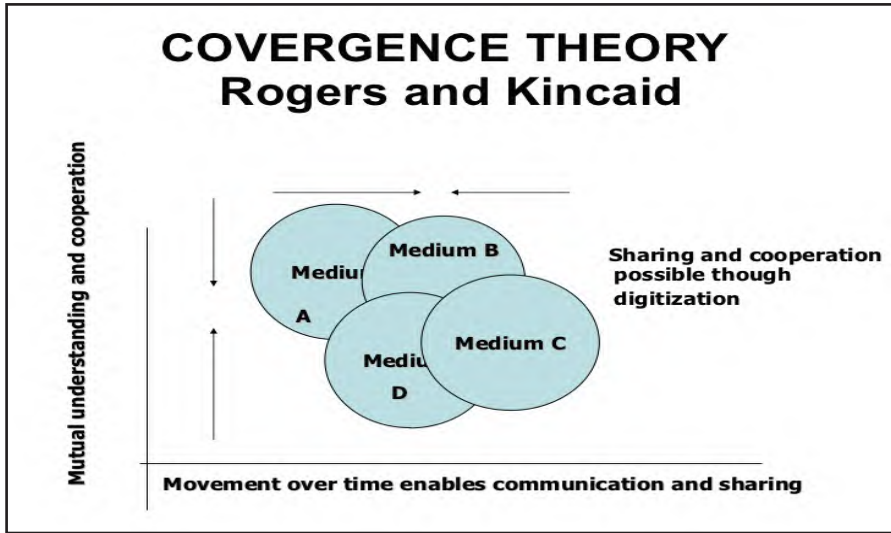 COVERGENCE THEORY
Rogers and Kincaid
Mutual understanding and cooperation
Medium B
Mediu
A
Sharing and cooperation
possible though
digitization
Medium C
Mediu
D
Movement over time enables communication and sharing